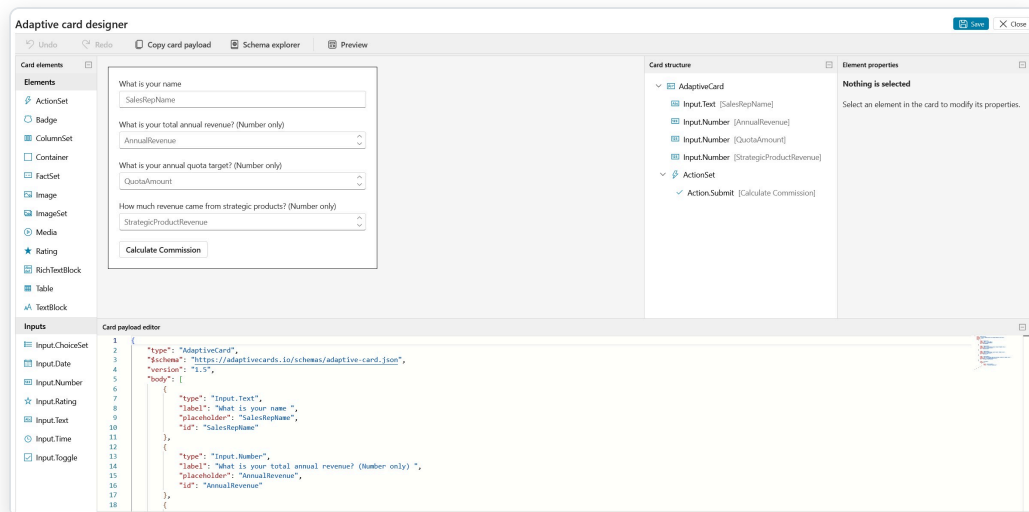 Adaptive card designer
Save
Close
Undo
Redo
Copy card payload
Schema explorer
Preview
Card elements
Elements
ActionSet
Badge
ColumnSet
Container
FactSet
Image
ImageSet
Media
Rating
RichTextBlock
Table
TextBlock
Inputs
Input.ChoiceSet
Input.Date
Input.Number
Input.Rating
Input.Text
Input.Time
Input.Toggle
What is your name
SalesRepName
What is your total annual revenue? (Number only)
AnnualRevenue
What is your annual quota target? (Number only)
QuotaAmount
How much revenue came from strategic products? (Number only)
StrategicProductRevenue
Calculate Commission
Card structure
AdaptiveCard
Input.Text [SalesRepName]
Input.Number [AnnualRevenue]
Input.Number [QuotaAmount]
Input.Number [StrategicProductRevenue]
ActionSet
Action.Submit [Calculate Commission]
Element properties
Nothing is selected
Select an element in the card to modify its properties.
Card payload editor
1 {
2 "type": "AdaptiveCard",
3 "$schema": "https://adaptivecards.io/schemas/adaptive-card.json",
4 "version": "1.5",
5 "body": [
6 {
7 "type": "Input.Text",
8 "label": "What is your name ",
9 "placeholder": "SalesRepName",
10 "id": "SalesRepName"
11 },
12 {
13 "type": "Input.Number",
14 "label": "What is your total annual revenue? (Number only) ",
15 "placeholder": "AnnualRevenue",
16 "id": "AnnualRevenue"
17 },
18 {